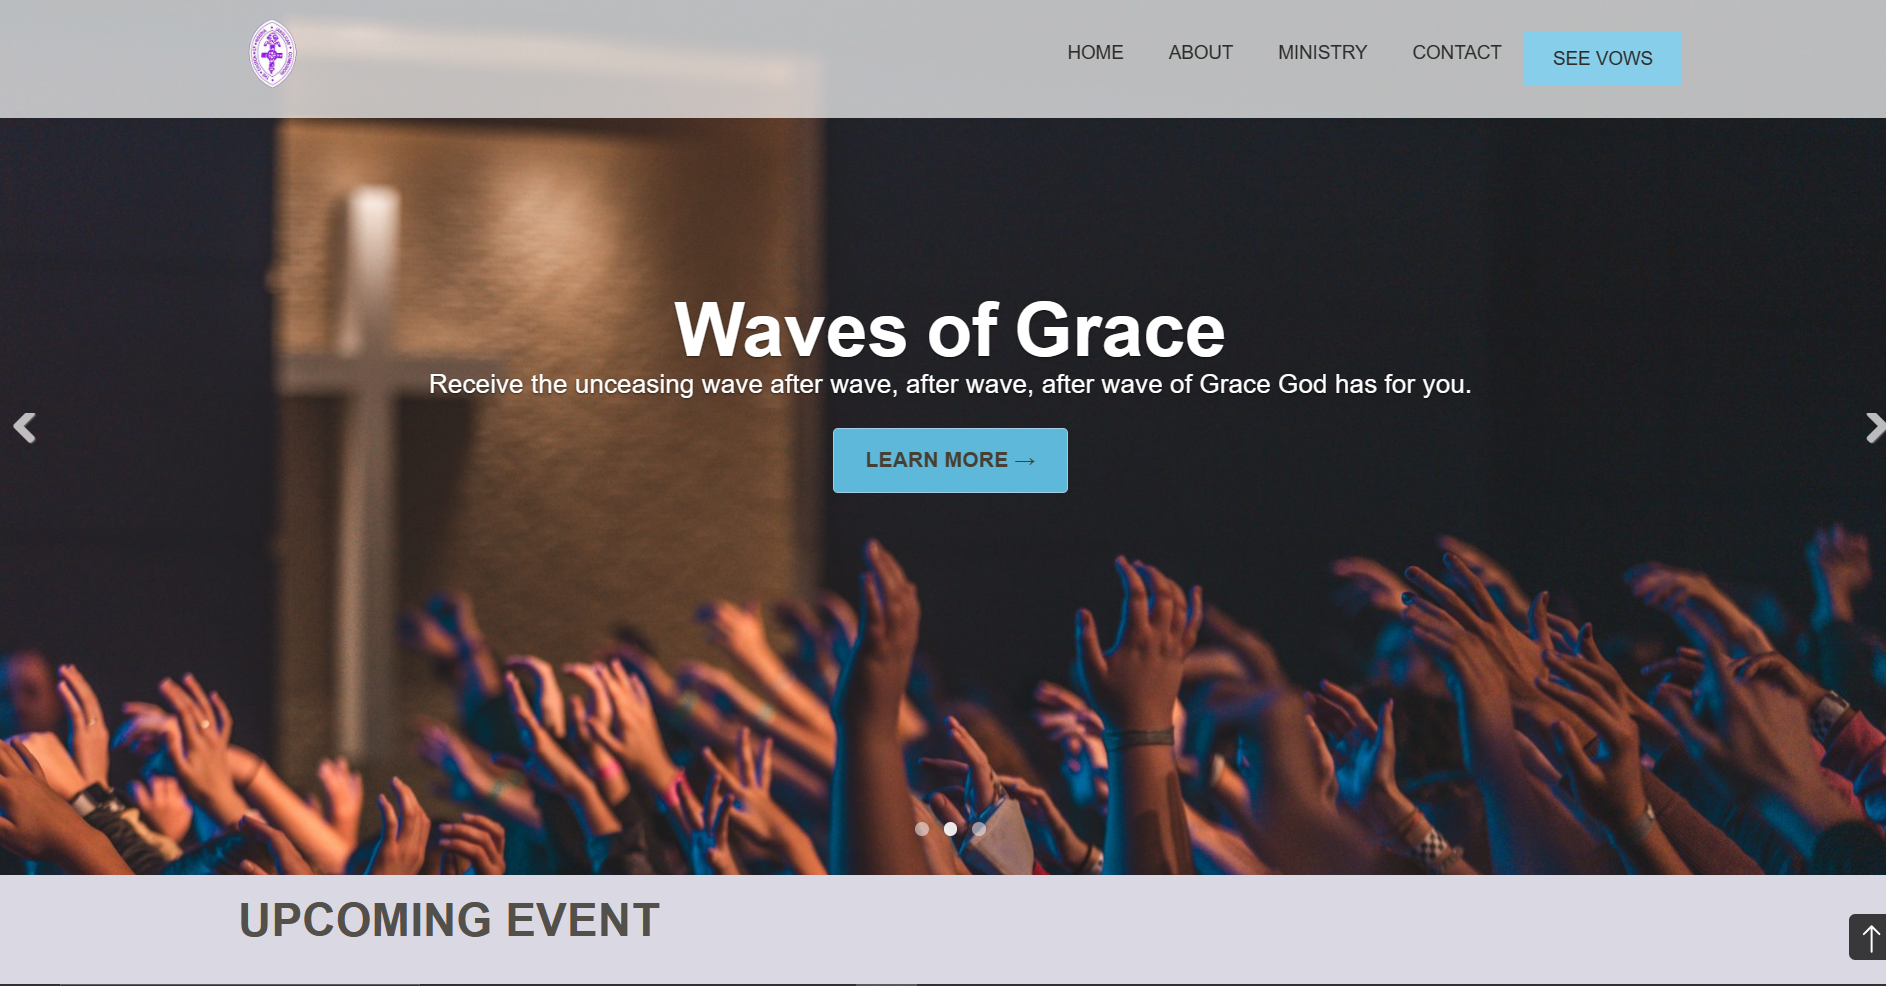 HOME
ABOUT
MINISTRY
CONTACT
SEE VOWS
Waves of Grace
Receive the unceasing wave after wave, after wave, after wave of Grace God has for you.
LEARN MORE →
UPCOMING EVENT